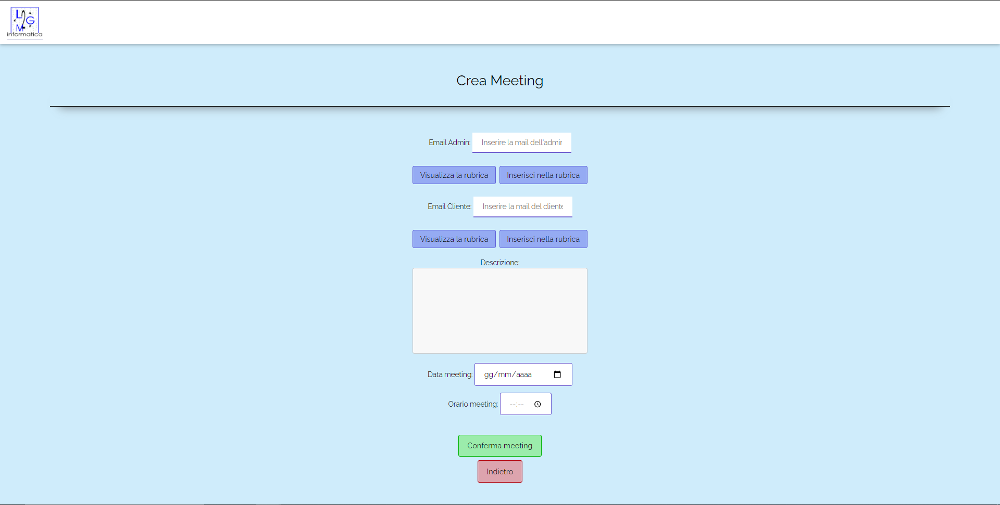 L G
M
informatica
Crea Meeting
Email Admin: Inserire la mail dell'admin
Visualizza la rubrica Inserisci nella rubrica
Email Cliente: Inserire la mail del cliente
Visualizza la rubrica Inserisci nella rubrica
Descrizione:
Data meeting: gg/mm/aaaa
Orario meeting: --:--
Conferma meeting
Indietro